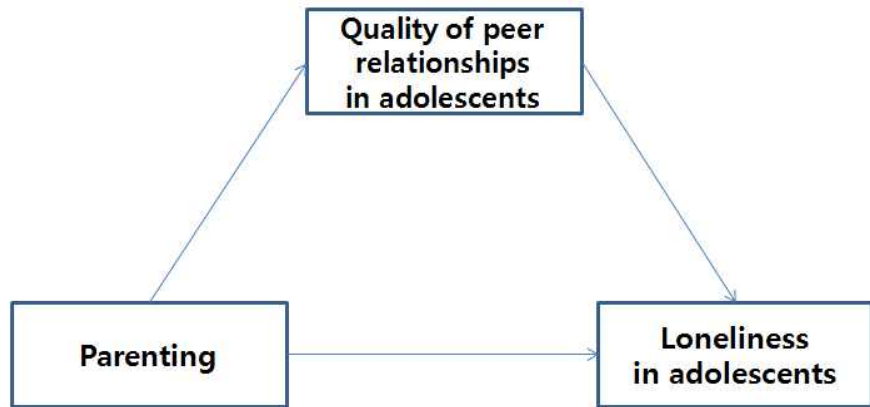 Quality of peer
relationships
in adolescents
Parenting
Loneliness
in adolescents